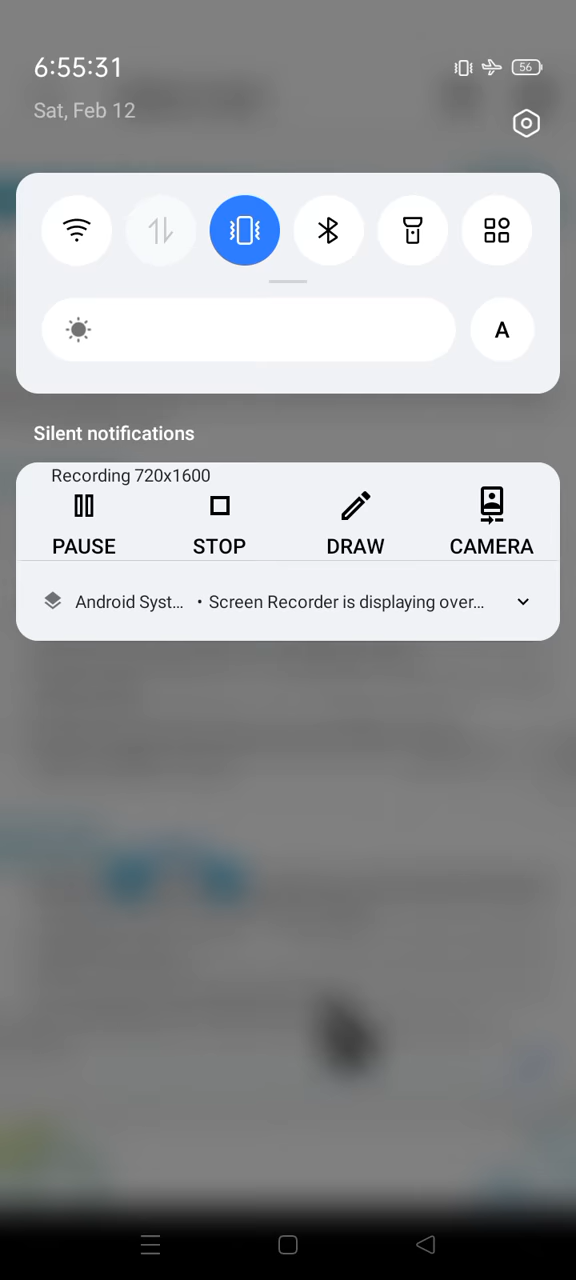 6:55:31
56
Sat, Feb 12
A
Silent notifications
Recording 720x1600
PAUSE STOP DRAW CAMERA
Android Syst... • Screen Recorder is displaying over...